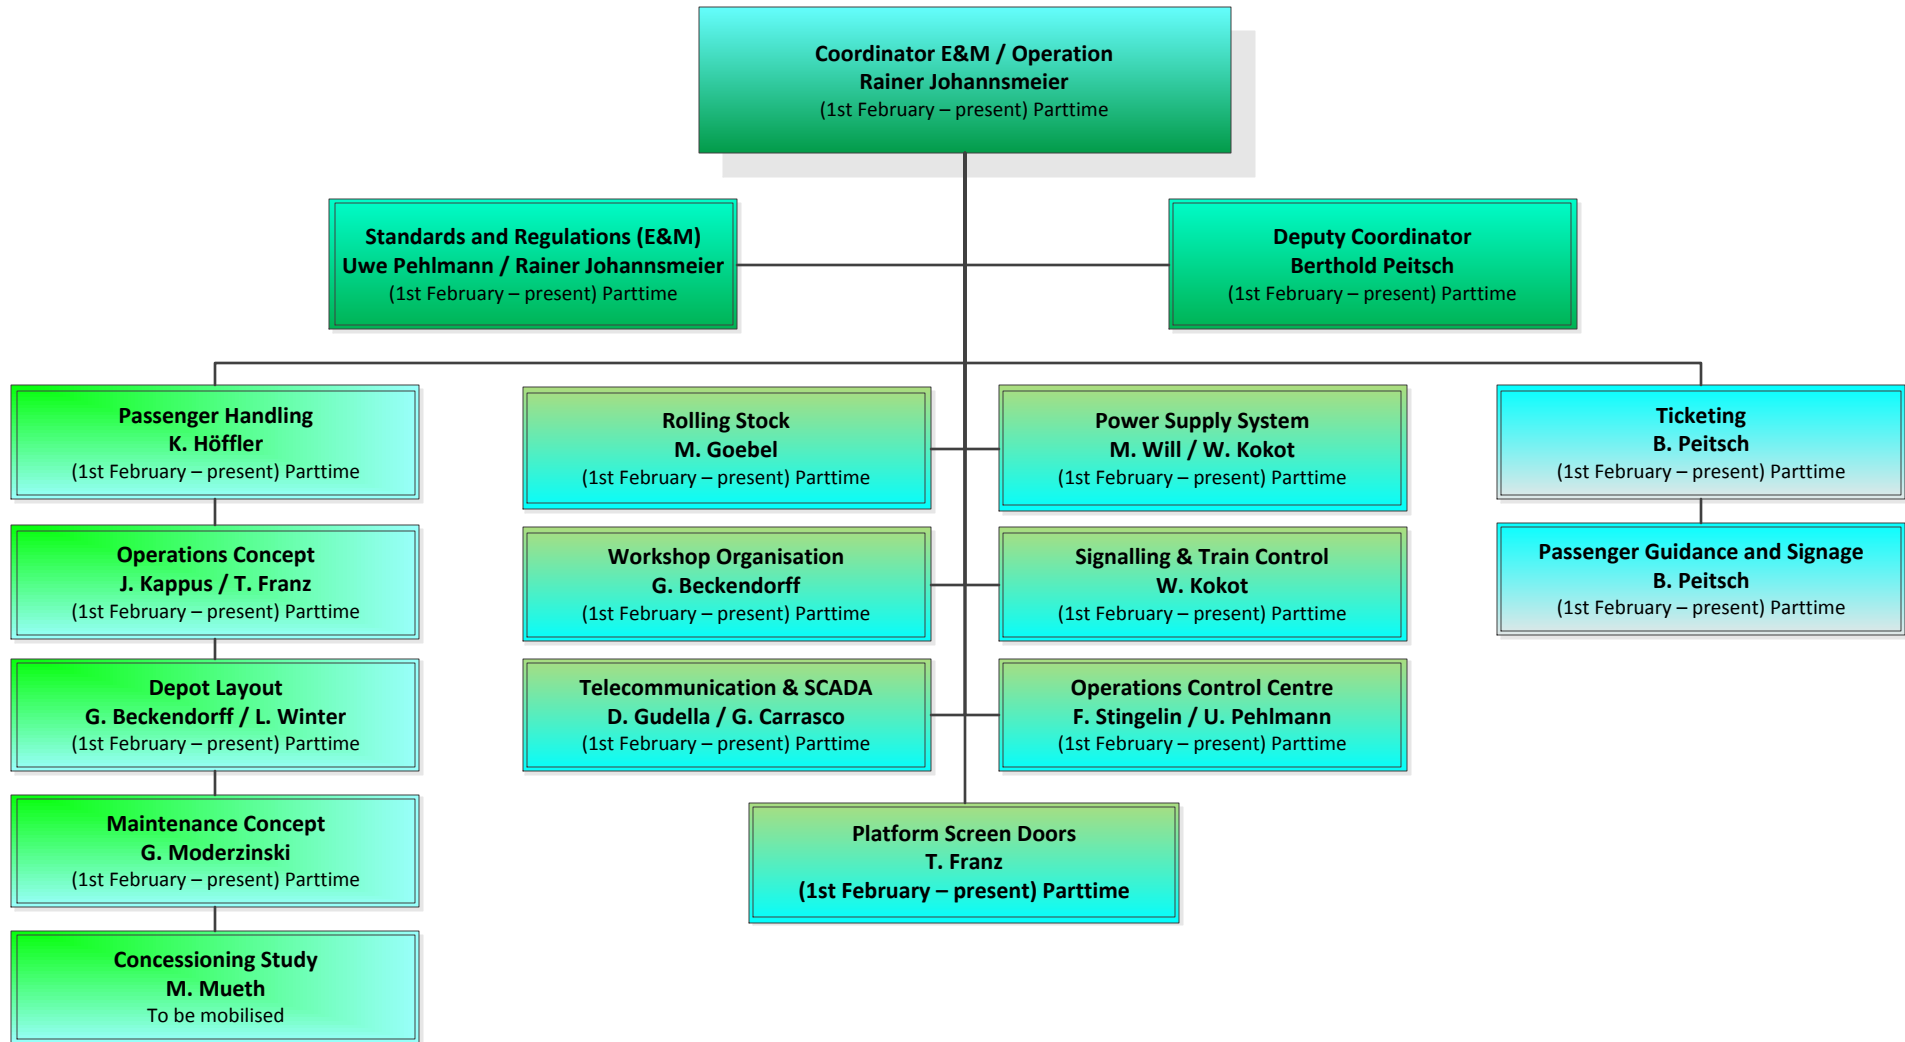 Coordinator E&M / Operation
Rainer Johannsmeier
(1st February – present) Parttime
Standards and Regulations (E&M)
Uwe Pehlmann / Rainer Johannsmeier
(1st February – present) Parttime
Deputy Coordinator
Berthold Peitsch
(1st February – present) Parttime
Passenger Handling
K. Höffler
(1st February – present) Parttime
Operations Concept
J. Kappus / T. Franz
(1st February – present) Parttime
Depot Layout
G. Beckendorff / L. Winter
(1st February – present) Parttime
Maintenance Concept
G. Moderzinski
(1st February – present) Parttime
Concessioning Study
M. Mueth
To be mobilised
Rolling Stock
M. Goebel
(1st February – present) Parttime
Power Supply System
M. Will / W. Kokot
(1st February – present) Parttime
Workshop Organisation
G. Beckendorff
(1st February – present) Parttime
Signalling & Train Control
W. Kokot
(1st February – present) Parttime
Telecommunication & SCADA
D. Gudella / G. Carrasco
(1st February – present) Parttime
Operations Control Centre
F. Stingelin / U. Pehlmann
(1st February – present) Parttime
Platform Screen Doors
T. Franz
(1st February – present) Parttime
Ticketing
B. Peitsch
(1st February – present) Parttime
Passenger Guidance and Signage
B. Peitsch
(1st February – present) Parttime